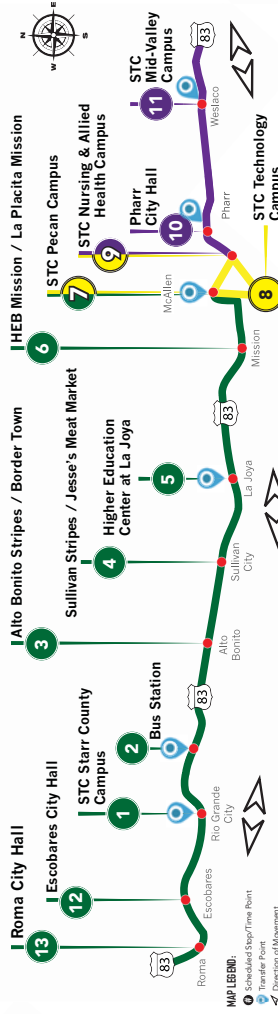 Roma City Hall
13
Escobares City Hall
12
STC Starr County
Campus
1
Bus Station
2
Alto Bonito Stripes / Border Town
3
Sullivan Stripes / Jesse's Meat Market
4
Higher Education
Center at La Joya
5
HEB Mission / La Placita Mission
6
STC Pecan Campus
7
STC Nursing & Allied
Health Campus
9
Pharr
City Hall
10
STC
Mid-Valley
Campus
11
STC Technology
Campus
8
83
Roma
Escobares
Rio Grande
City
83
Alto
Bonito
Sullivan
City
La Joya
83
Mission
McAllen
Pharr
Weslaco
83
N
E
S
W
MAP LEGEND:
# Scheduled Stop/Time Point
Transfer Point
Direction of Movement